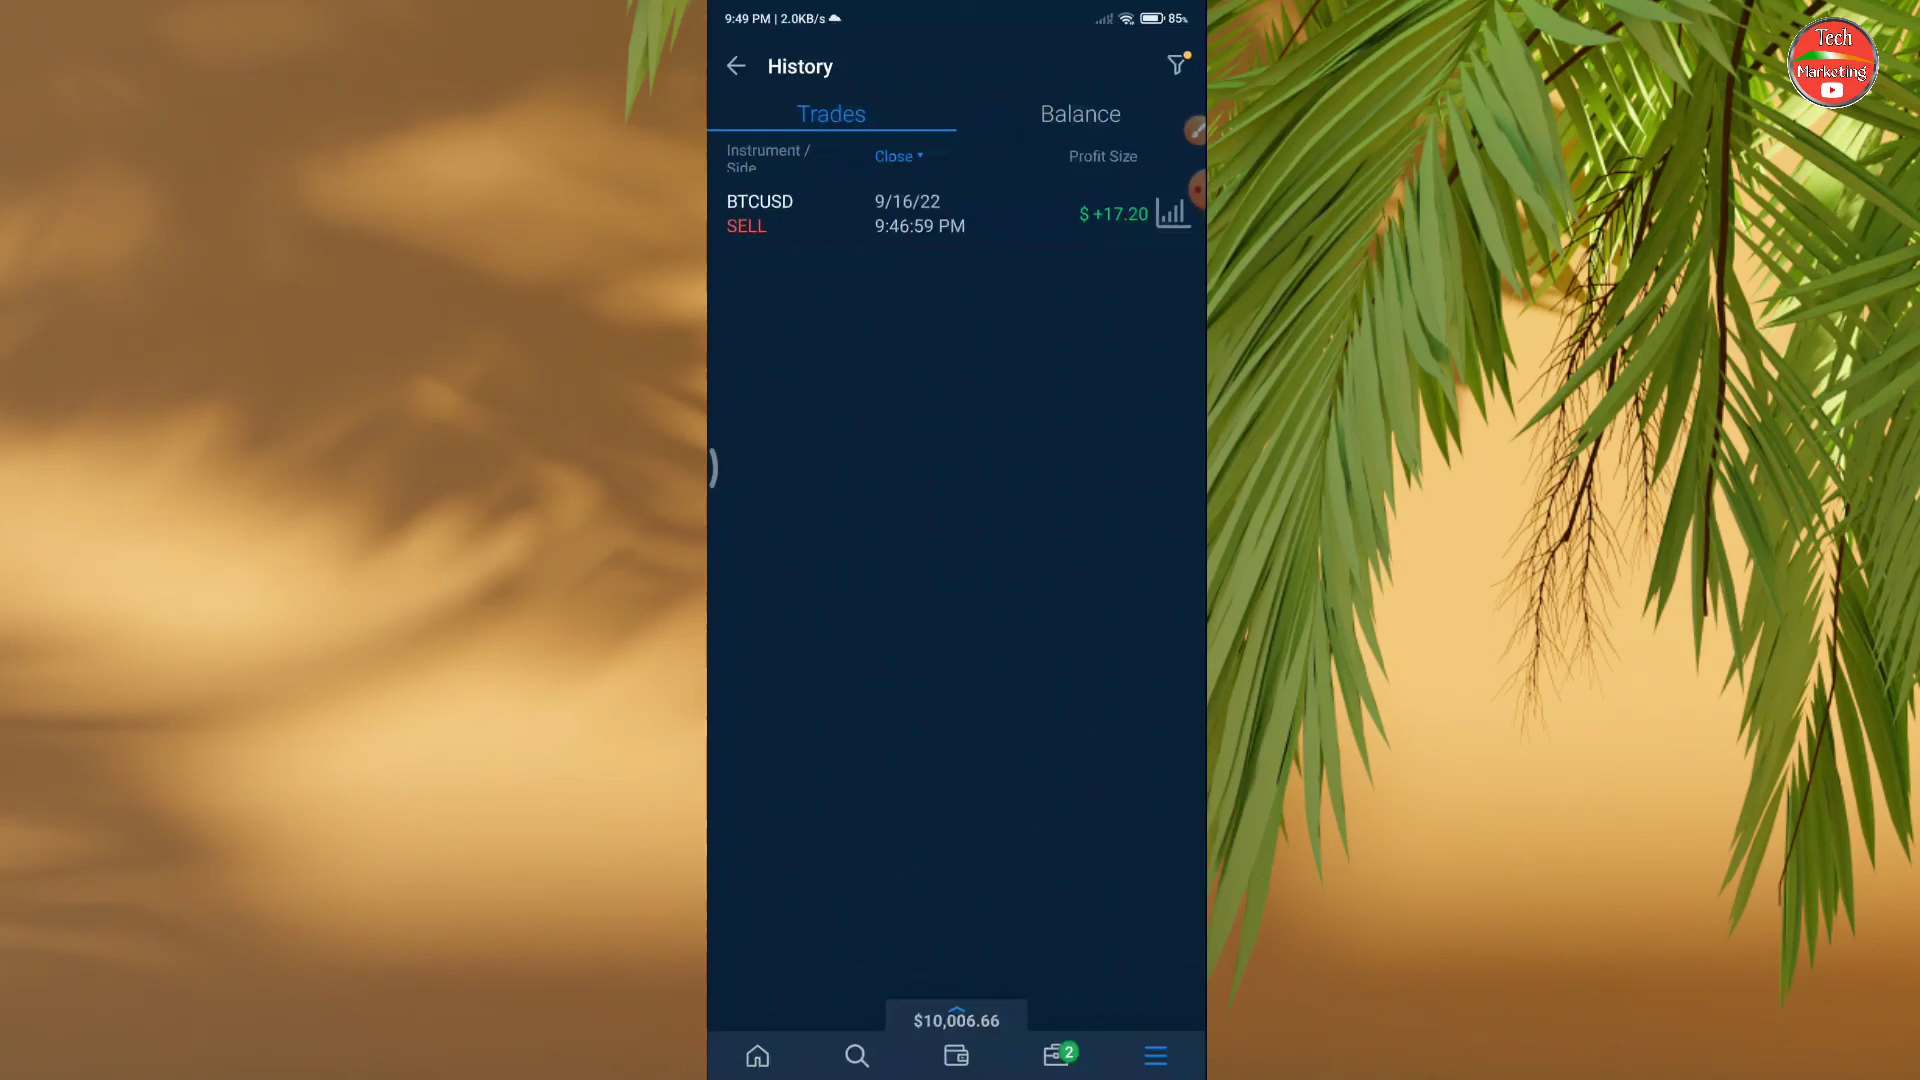 9:49 PM | 2.0KB/s
85%
History
Trades
Balance
Instrument /
Side
Close
Profit Size
BTCUSD
9/16/22
SELL
9:46:59 PM
$ +17.20
$10,006.66
2
Tech
Marketing